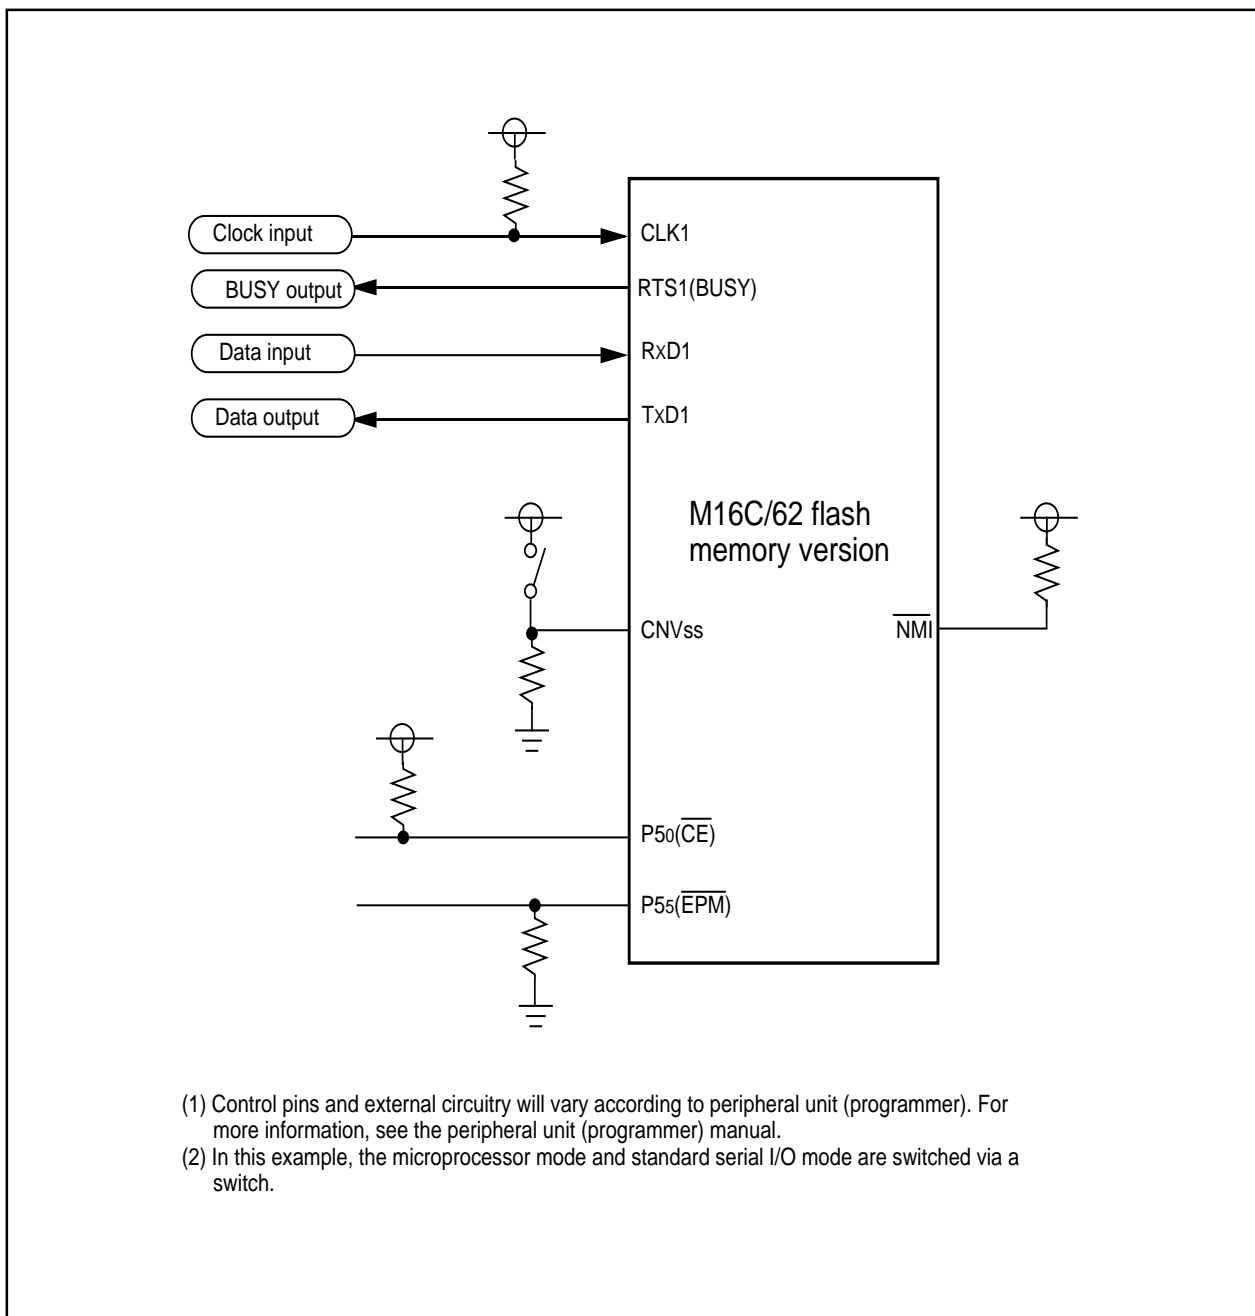 Clock input
CLK1
BUSY output
RTS1(BUSY)
Data input
RxD1
Data output
TxD1
M16C/62 flash
memory version
CNVss
NMI
P50(CE)
P55(EPM)
(1) Control pins and external circuitry will vary according to peripheral unit (programmer). For
more information, see the peripheral unit (programmer) manual.
(2) In this example, the microprocessor mode and standard serial I/O mode are switched via a
switch.